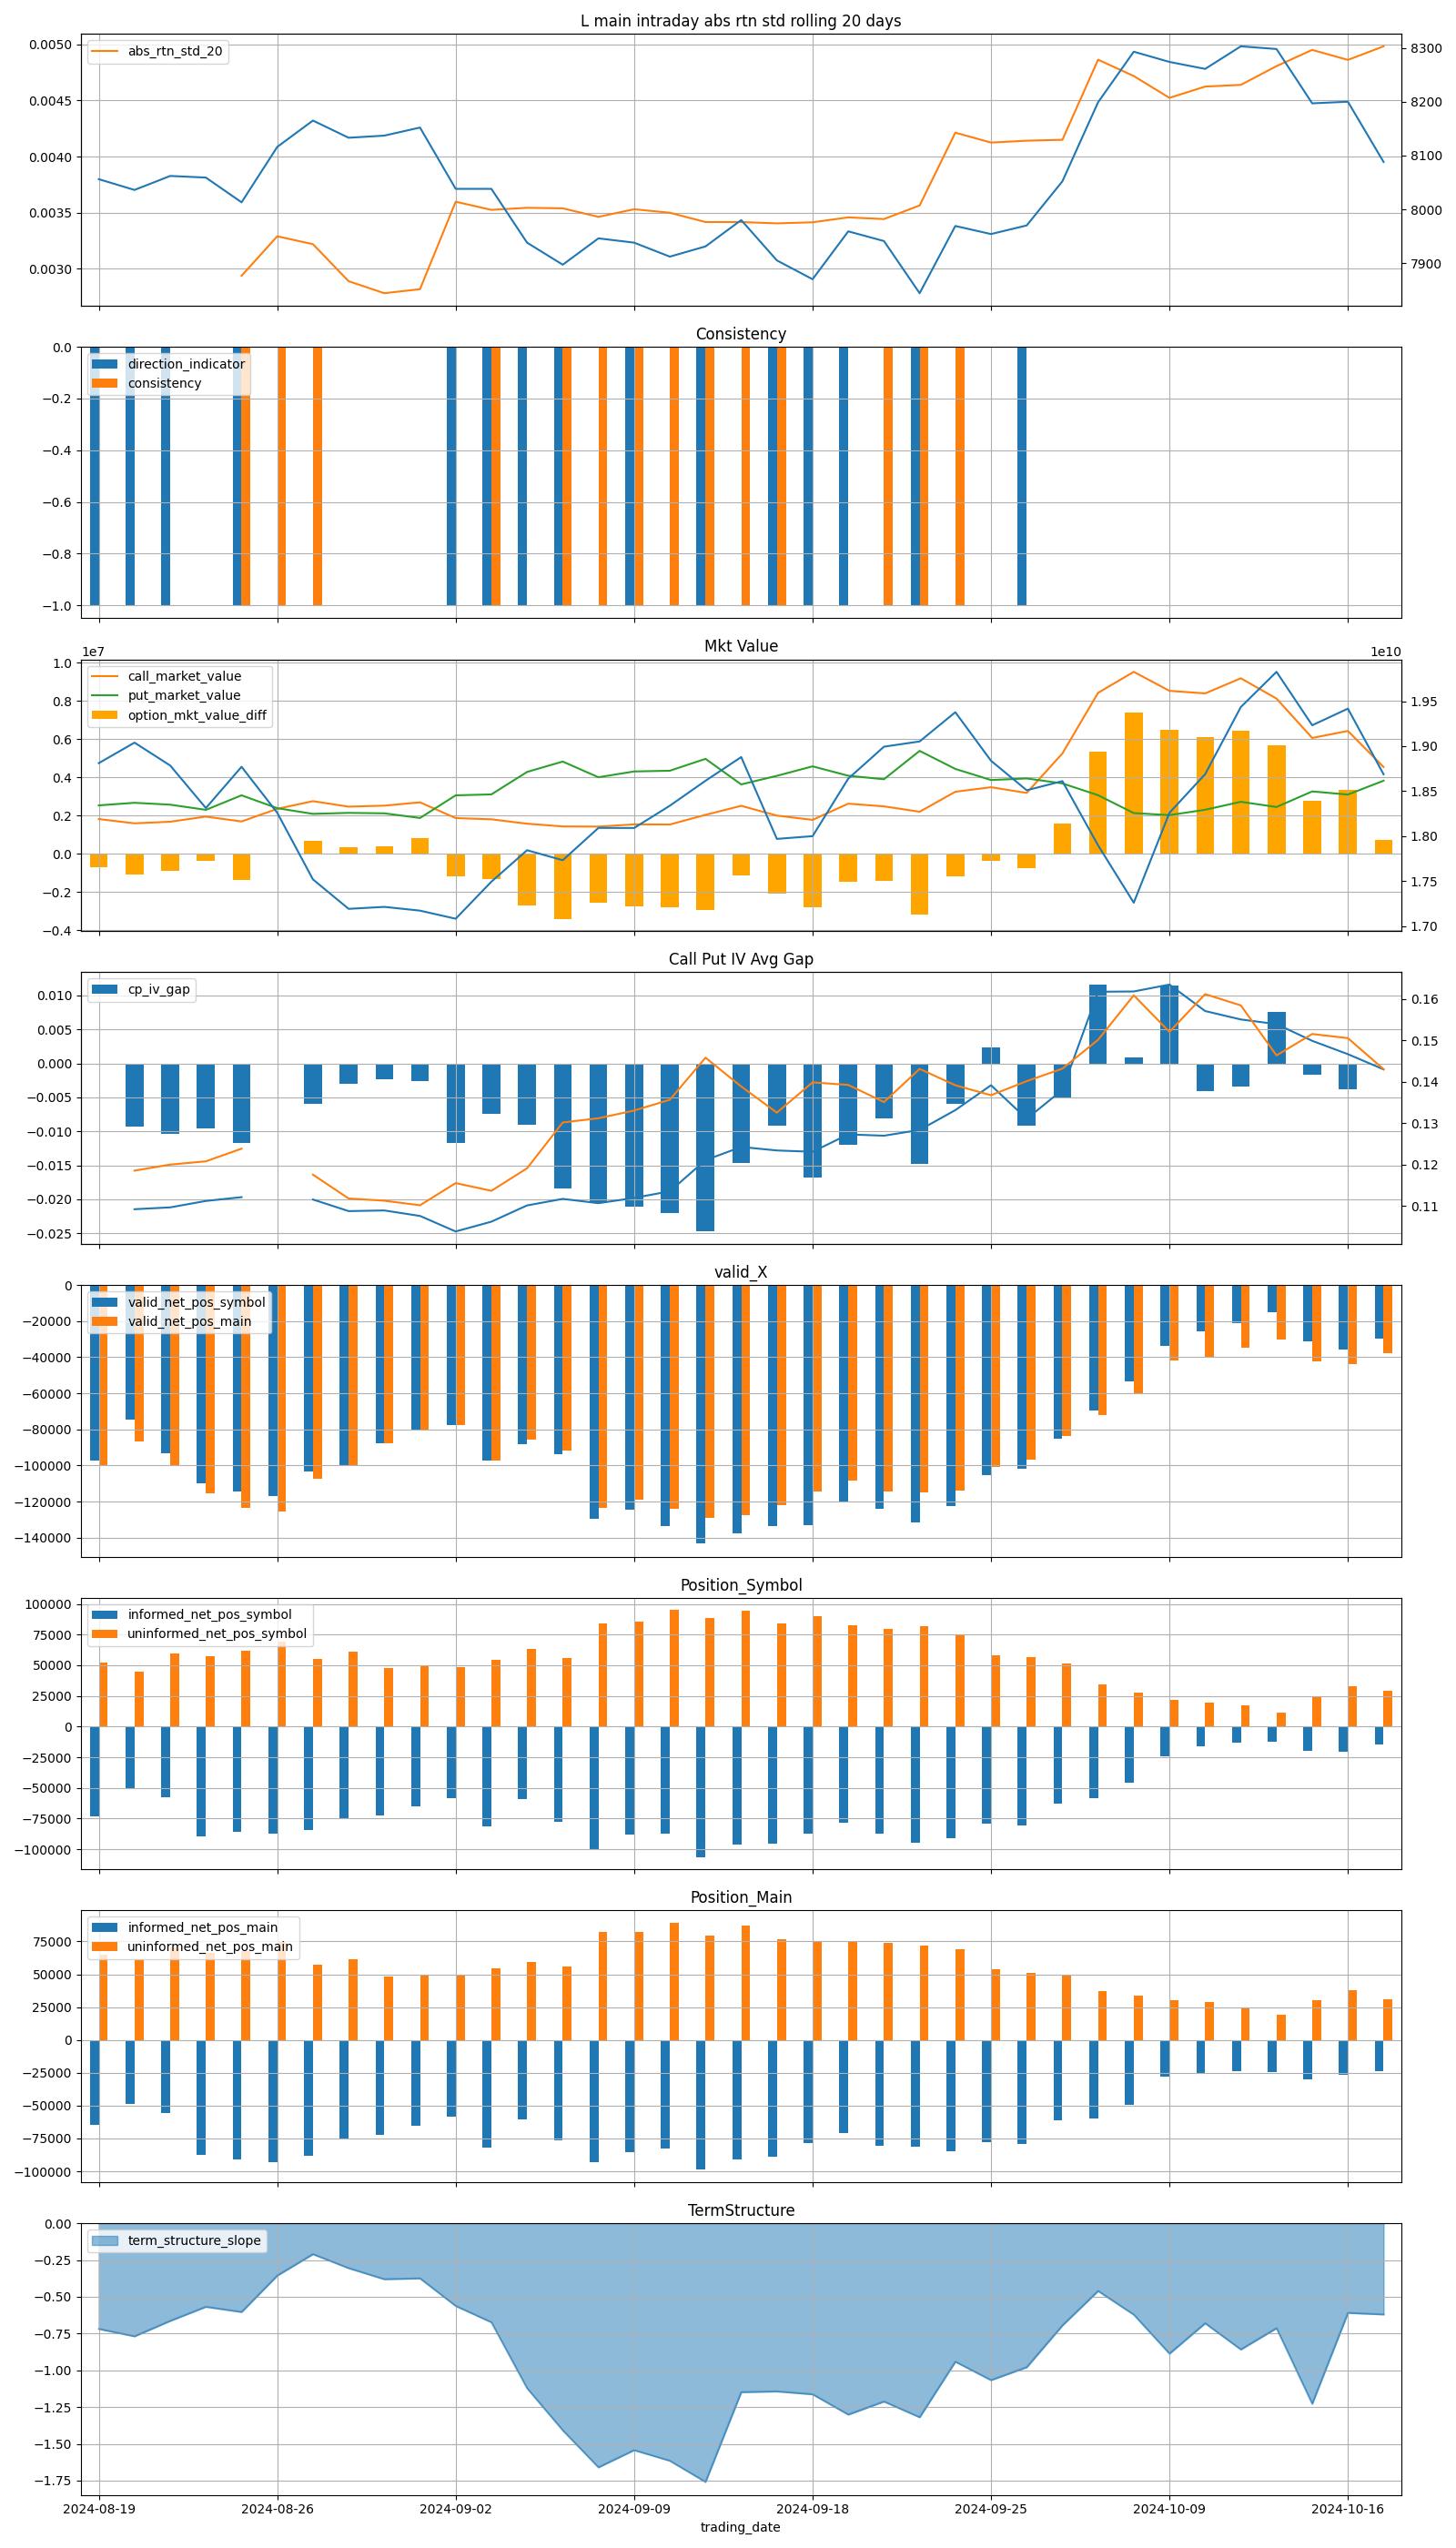 L main intraday abs rtn std rolling 20 days
abs_rtn_std_20
0.0050
0.0045
0.0040
0.0035
0.0030
8300
8200
8100
8000
7900
Consistency
direction_indicator
consistency
0.0
−0.2
−0.4
−0.6
−0.8
−1.0
Mkt Value
1e7
1e10
call_market_value
put_market_value
option_mkt_value_diff
1.0
0.8
0.6
0.4
0.2
0.0
−0.2
−0.4
1.95
1.90
1.85
1.80
1.75
1.70
Call Put IV Avg Gap
cp_iv_gap
0.010
0.005
0.000
−0.005
−0.010
−0.015
−0.020
−0.025
0.16
0.15
0.14
0.13
0.12
0.11
valid_X
valid_net_pos_symbol
valid_net_pos_main
0
−20000
−40000
−60000
−80000
−100000
−120000
−140000
Position_Symbol
informed_net_pos_symbol
uninformed_net_pos_symbol
100000
75000
50000
25000
0
−25000
−50000
−75000
−100000
Position_Main
informed_net_pos_main
uninformed_net_pos_main
75000
50000
25000
0
−25000
−50000
−75000
−100000
TermStructure
term_structure_slope
0.00
−0.25
−0.50
−0.75
−1.00
−1.25
−1.50
−1.75
2024-08-19 2024-08-26 2024-09-02 2024-09-09 2024-09-18 2024-09-25 2024-10-09 2024-10-16
trading_date